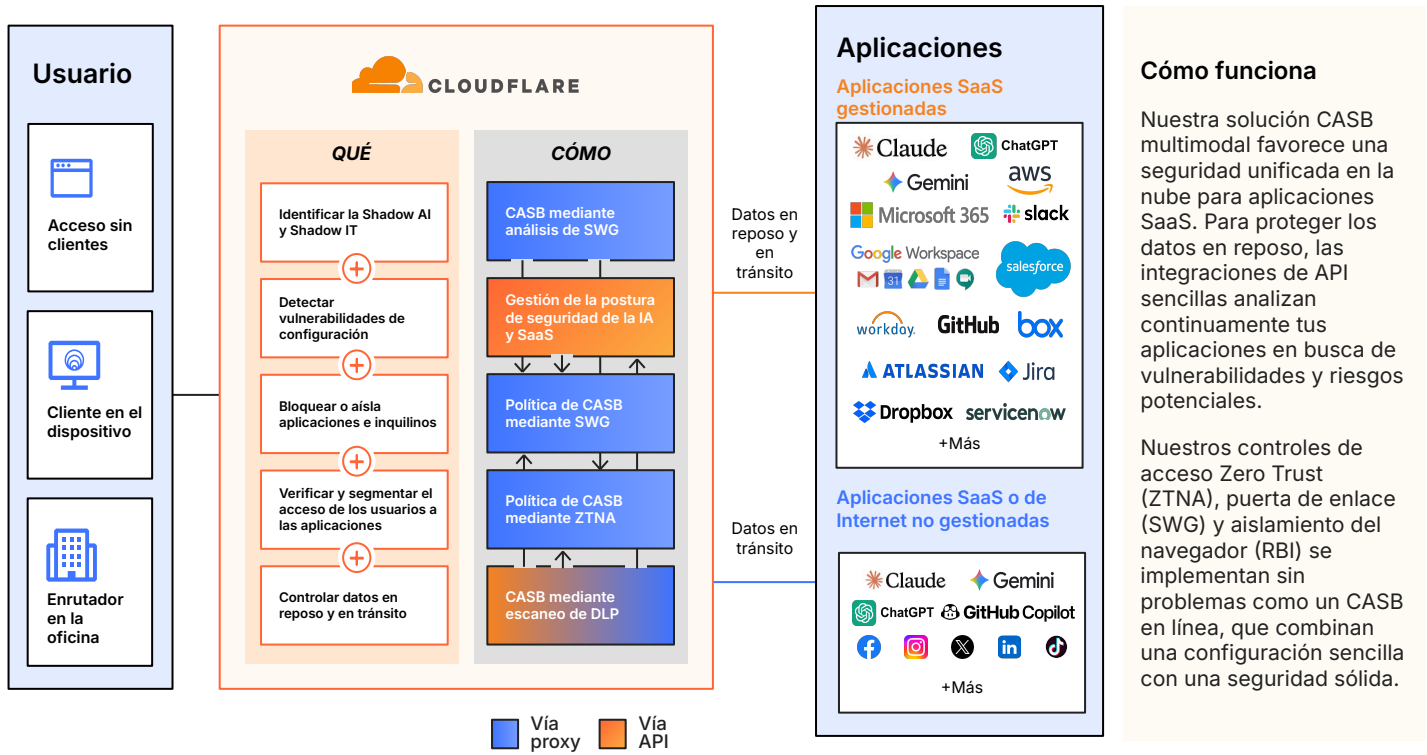 Usuario
Acceso sin
clientes
Cliente en el
dispositivo
Enrutador
en la
oficina
CLOUDFLARE
QUÉ
Identificar la Shadow AI
y Shadow IT
Detectar
vulnerabilidades de
configuración
Bloquear o aísla
aplicaciones e inquilinos
Verificar y segmentar el
acceso de los usuarios a
las aplicaciones
Controlar datos en
reposo y en tránsito
CÓMO
CASB mediante
análisis de SWG
Gestión de la postura
de seguridad de la IA
y SaaS
Política de CASB
mediante SWG
Política de CASB
mediante ZTNA
CASB mediante
escaneo de DLP
Vía
proxy
Vía
API
Datos en
reposo y
en
tránsito
Datos en
tránsito
Aplicaciones
Aplicaciones SaaS
gestionadas
Claude ChatGPT
Gemini aws
Microsoft 365 slack
Google Workspace salesforce
31
workday. GitHub box
ATLASSIAN Jira
Dropbox servicenow
+Más
Aplicaciones SaaS o de
Internet no gestionadas
Claude Gemini
ChatGPT GitHub Copilot
+Más
Cómo funciona
Nuestra solución CASB
multimodal favorece una
seguridad unificada en la
nube para aplicaciones
SaaS. Para proteger los
datos en reposo, las
integraciones de API
sencillas analizan
continuamente tus
aplicaciones en busca de
vulnerabilidades y riesgos
potenciales.
Nuestros controles de
acceso Zero Trust
(ZTNA), puerta de enlace
(SWG) y aislamiento del
navegador (RBI) se
implementan sin
problemas como un CASB
en línea, que combinan
una configuración sencilla
con una seguridad sólida.